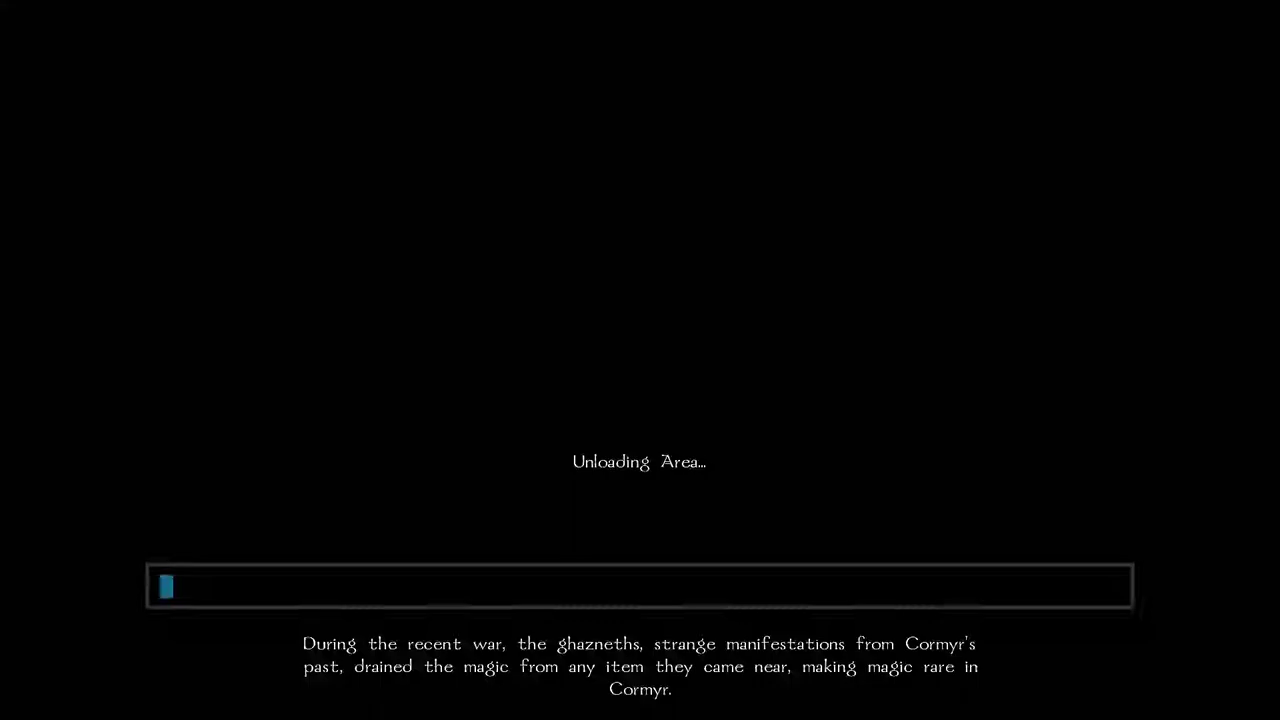 Unloading Area...
During the recent war, the ghazneths, strange manifestations from Cormyr's
past, drained the magic from any item they came near, making magic rare in
Cormyr.